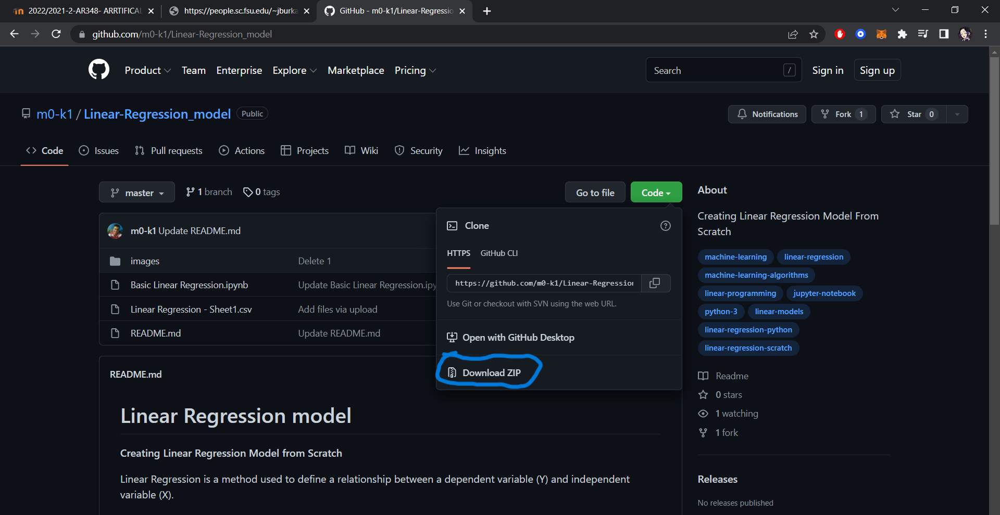 2022/2021-2-AR348- ARRTIFICAL
https://people.sc.fsu.edu/~jburka
GitHub - m0-k1/Linear-Regressio
github.com/m0-k1/Linear-Regression_model
Product Team Enterprise Explore Marketplace Pricing
Search /
Sign in Sign up
m0-k1 / Linear-Regression_model Public
Notifications Fork 1 Star 0
Code Issues Pull requests Actions Projects Wiki Security Insights
master 1 branch 0 tags
Go to file Code
m0-k1 Update README.md
images Delete 1
Basic Linear Regression.ipynb Update Basic Linear Regression.ipy
Linear Regression - Sheet1.csv Add files via upload
README.md Update README.md
Clone
HTTPS GitHub CLI
https://github.com/m0-k1/Linear-Regression
Use Git or checkout with SVN using the web URL.
Open with GitHub Desktop
Download ZIP
README.md
Linear Regression model
Creating Linear Regression Model from Scratch
Linear Regression is a method used to define a relationship between a dependent variable (Y) and independent
variable (X).
About
Creating Linear Regression Model From
Scratch
machine-learning linear-regression
machine-learning-algorithms
linear-programming jupyter-notebook
python-3 linear-models
linear-regression-python
linear-regression-scratch
Readme
0 stars
1 watching
1 fork
Releases
No releases published